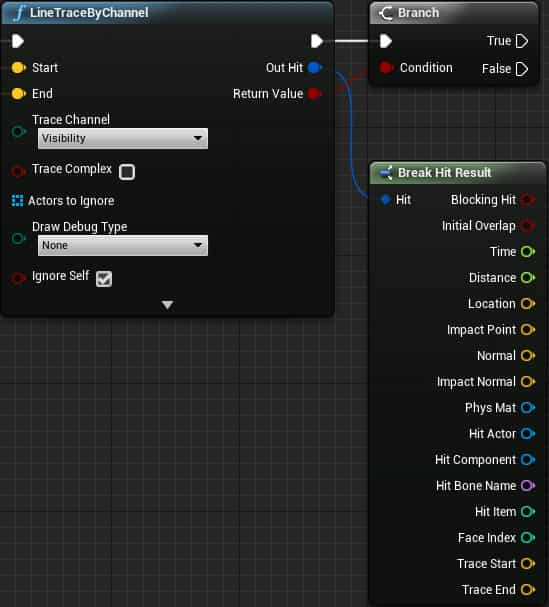 LineTraceByChannel
Start
Out Hit
End
Return Value
Trace Channel
Visibility
Trace Complex
Actors to Ignore
Draw Debug Type
None
Ignore Self
Branch
True
Condition
False
Break Hit Result
Hit
Blocking Hit
Initial Overlap
Time
Distance
Location
Impact Point
Normal
Impact Normal
Phys Mat
Hit Actor
Hit Component
Hit Bone Name
Hit Item
Face Index
Trace Start
Trace End